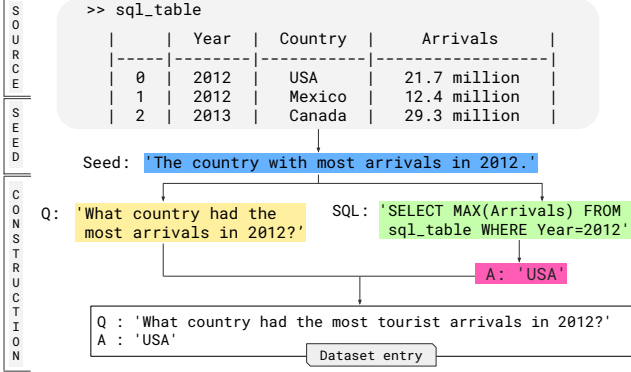 SOURCE
>> sql_table
| | Year | Country | Arrivals |
|-----|--------|-----------|------------------|
| 0 | 2012 | USA | 21.7 million |
| 1 | 2012 | Mexico | 12.4 million |
| 2 | 2013 | Canada | 29.3 million |
SEED
Seed: 'The country with most arrivals in 2012.'
CONSTRUCTION
Q: 'What country had the
most arrivals in 2012?'
SQL: 'SELECT MAX(Arrivals) FROM
sql_table WHERE Year=2012'
A: 'USA'
Q : 'What country had the most tourist arrivals in 2012?'
A : 'USA'
Dataset entry